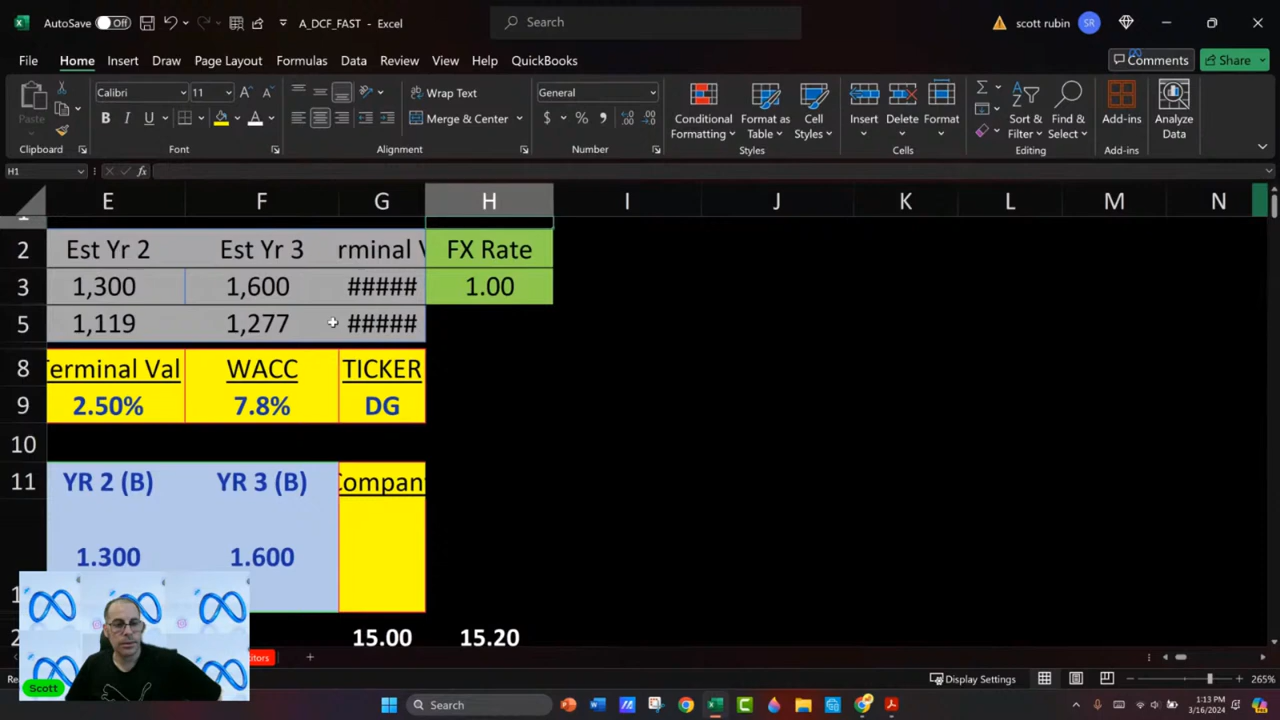 AutoSave Off A_DCF_FAST - Excel Search scott rubin SR
File Home Insert Draw Page Layout Formulas Data Review View Help QuickBooks Comments Share
Paste Calibri 11 A A Wrap Text General Conditional Formatting Format as Table Cell Styles Insert Delete Format Sort & Filter Find & Select Add-ins Analyze Data
B I U A Merge & Center $ % ,
Clipboard Font Alignment Number Styles Cells Editing Add-ins
H1 fx
E F G H I J K L M N
1
2 Est Yr 2 Est Yr 3 rminal V FX Rate
3 1,300 1,600 ##### 1.00
5 1,119 1,277 #####
8 Terminal Val WACC TICKER
9 2.50% 7.8% DG
10
11 YR 2 (B) YR 3 (B) Company
1.300 1.600
15.00 15.20
itors +
Display Settings 265%
Scott
Search 1:13 PM
3/16/2024